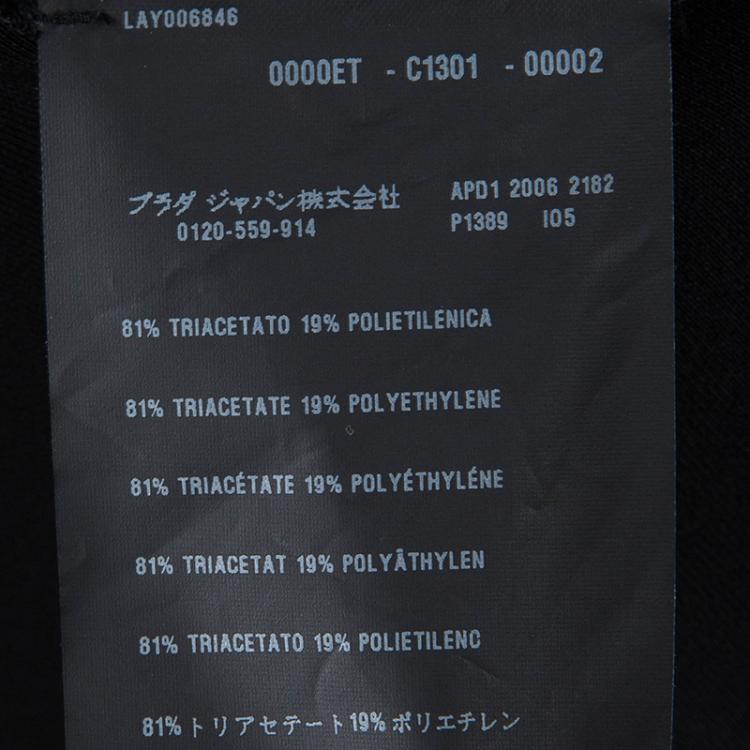 LAY006846
0000ET - C1301 - 00002
プラダ ジャパン株式会社 APD1 2006 2182
0120-559-914 P1389 I05
81% TRIACETATO 19% POLIETILENICA
81% TRIACETATE 19% POLYETHYLENE
81% TRIACÉTATE 19% POLYÉTHYLÉNE
81% TRIACETAT 19% POLYÄTHYLEN
81% TRIACETATO 19% POLIETILENO
81%トリアセテート19%ポリエチレン